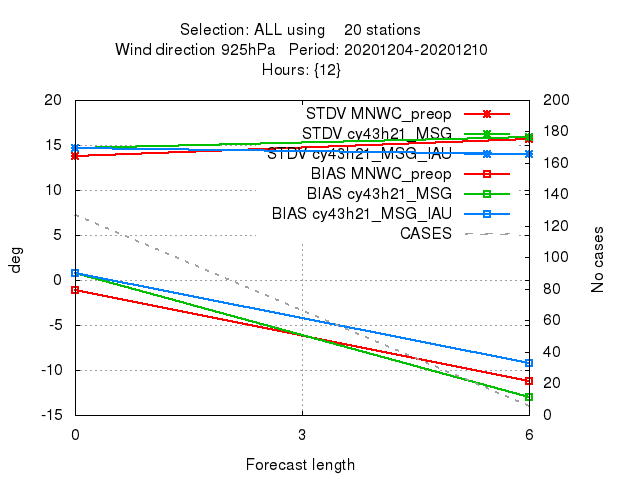 Selection: ALL using 20 stations
Wind direction 925hPa Period: 20201204-20201210
Hours: {12}
20
15
10
5
0
-5
-10
-15
200
180
160
140
120
100
80
60
40
20
0
STDV MNWC_preop
STDV cy43h21_MSG
STDV cy43h21_MSG_IAU
BIAS MNWC_preop
BIAS cy43h21_MSG
BIAS cy43h21_MSG_IAU
CASES
deg
No cases
0 3 6
Forecast length